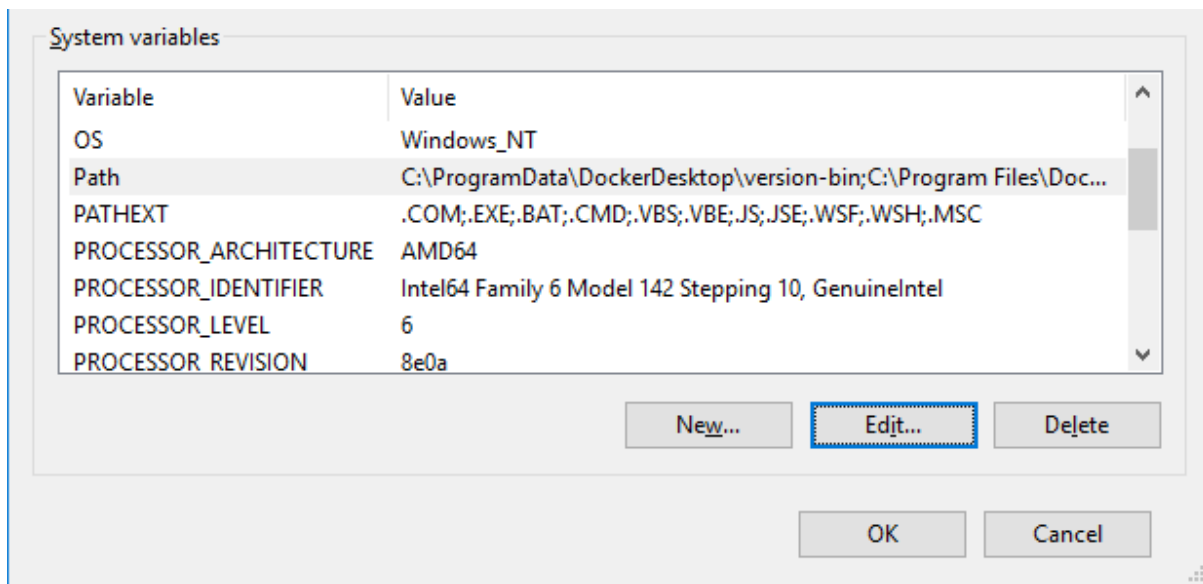 System variables
Variable Value
OS Windows_NT
Path C:\ProgramData\DockerDesktop\version-bin;C:\Program Files\Doc...
PATHEXT .COM;.EXE;.BAT;.CMD;.VBS;.VBE;.JS;.JSE;.WSF;.WSH;.MSC
PROCESSOR_ARCHITECTURE AMD64
PROCESSOR_IDENTIFIER Intel64 Family 6 Model 142 Stepping 10, GenuineIntel
PROCESSOR_LEVEL 6
PROCESSOR_REVISION 8e0a
New... Edit... Delete
OK Cancel